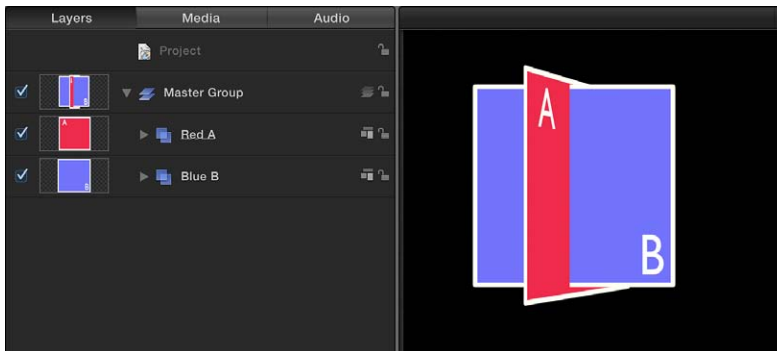 Layers Media Audio
Project
Master Group
Red A
Blue B
A
B
A
B
A
B